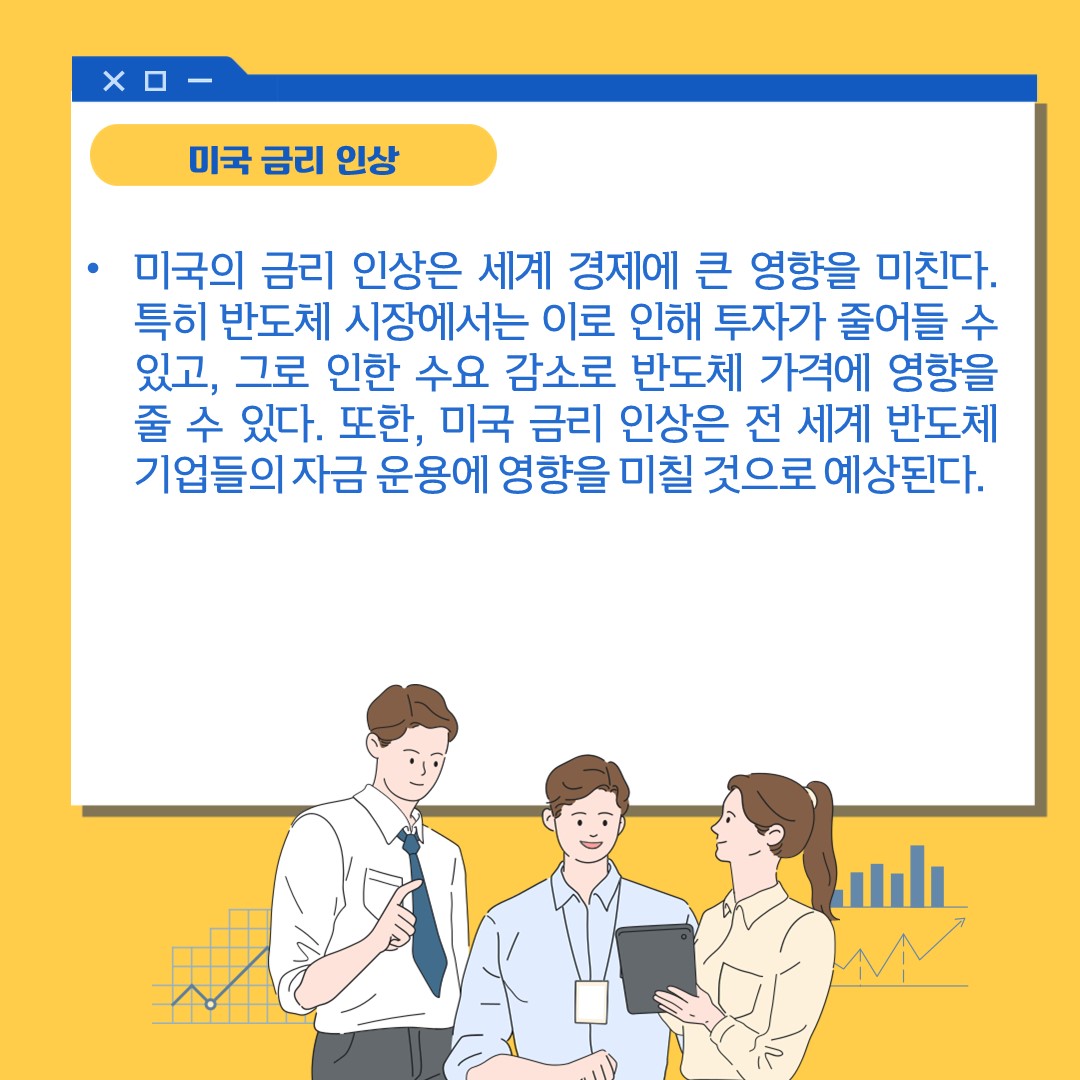 미국 금리 인상
• 미국의 금리 인상은 세계 경제에 큰 영향을 미친다.
특히 반도체 시장에서는 이로 인해 투자가 줄어들 수
있고, 그로 인한 수요 감소로 반도체 가격에 영향을
줄 수 있다. 또한, 미국 금리 인상은 전 세계 반도체
기업들의 자금 운용에 영향을 미칠 것으로 예상된다.